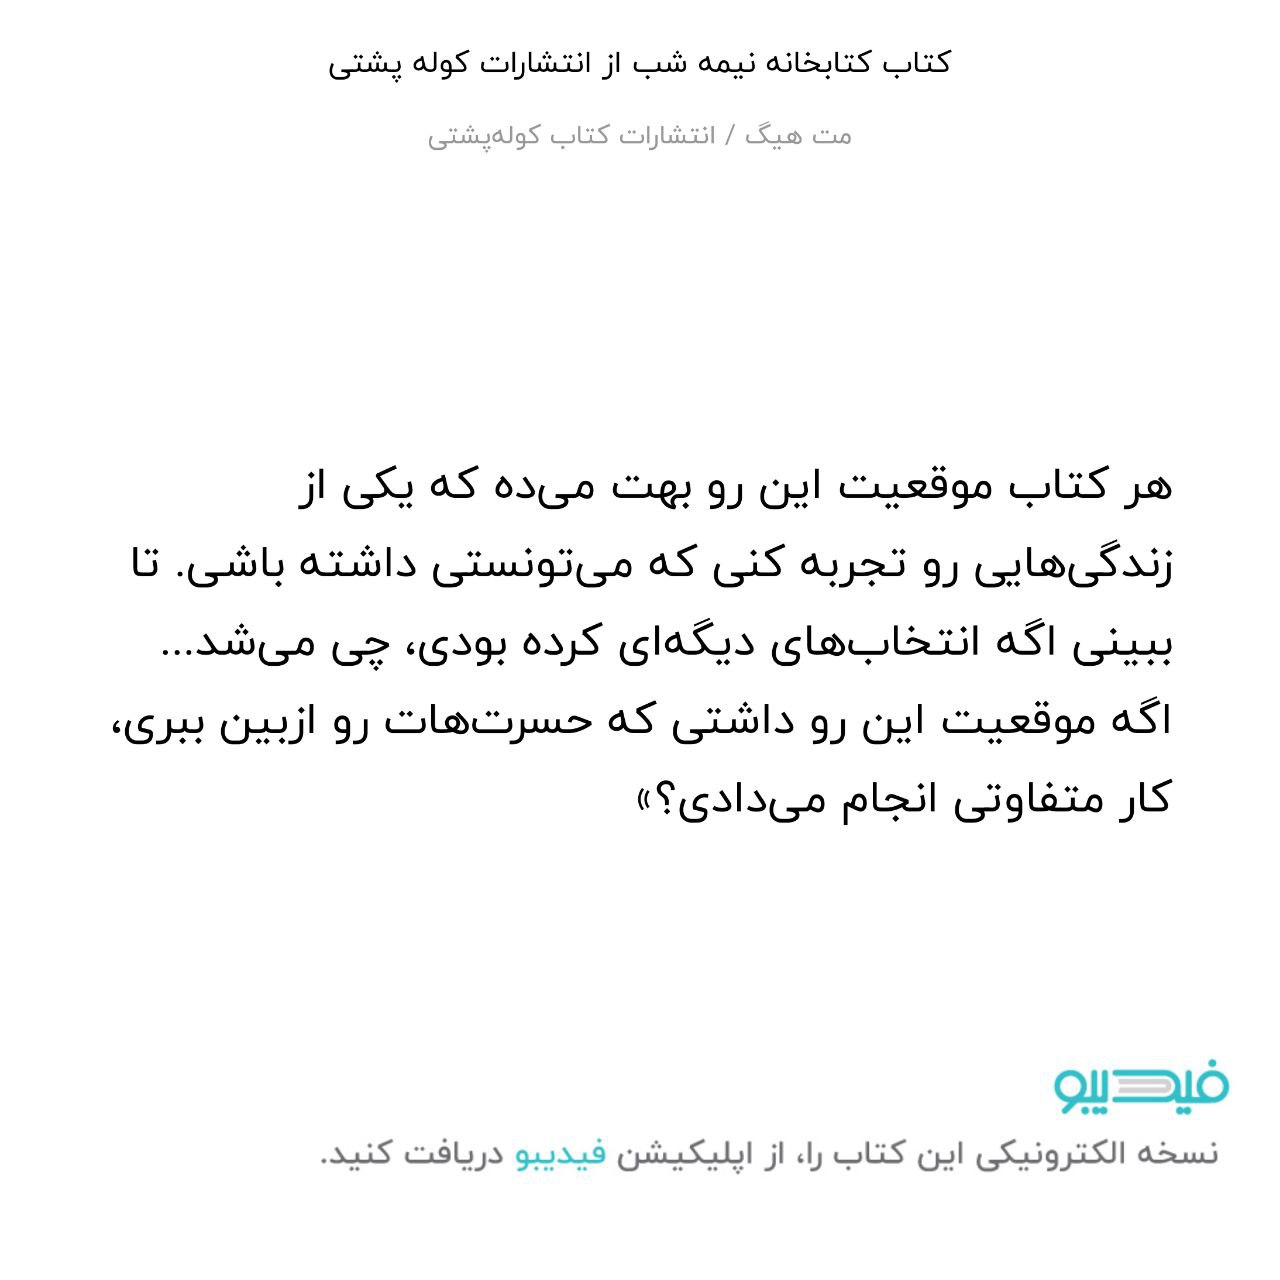 کتاب کتابخانه نیمه شب از انتشارات کوله پشتی
مت هیگ / انتشارات کتاب کوله‌پشتی
هر کتاب موقعیت این رو بهت می‌ده که یکی از
زندگی‌هایی رو تجربه کنی که می‌تونستی داشته باشی. تا
ببینی اگه انتخاب‌های دیگه‌ای کرده بودی، چی می‌شد...
اگه موقعیت این رو داشتی که حسرت‌هات رو ازبین ببری،
کار متفاوتی انجام می‌دادی؟»
فیدیبو
نسخه الکترونیکی این کتاب را، از اپلیکیشن فیدیبو دریافت کنید.